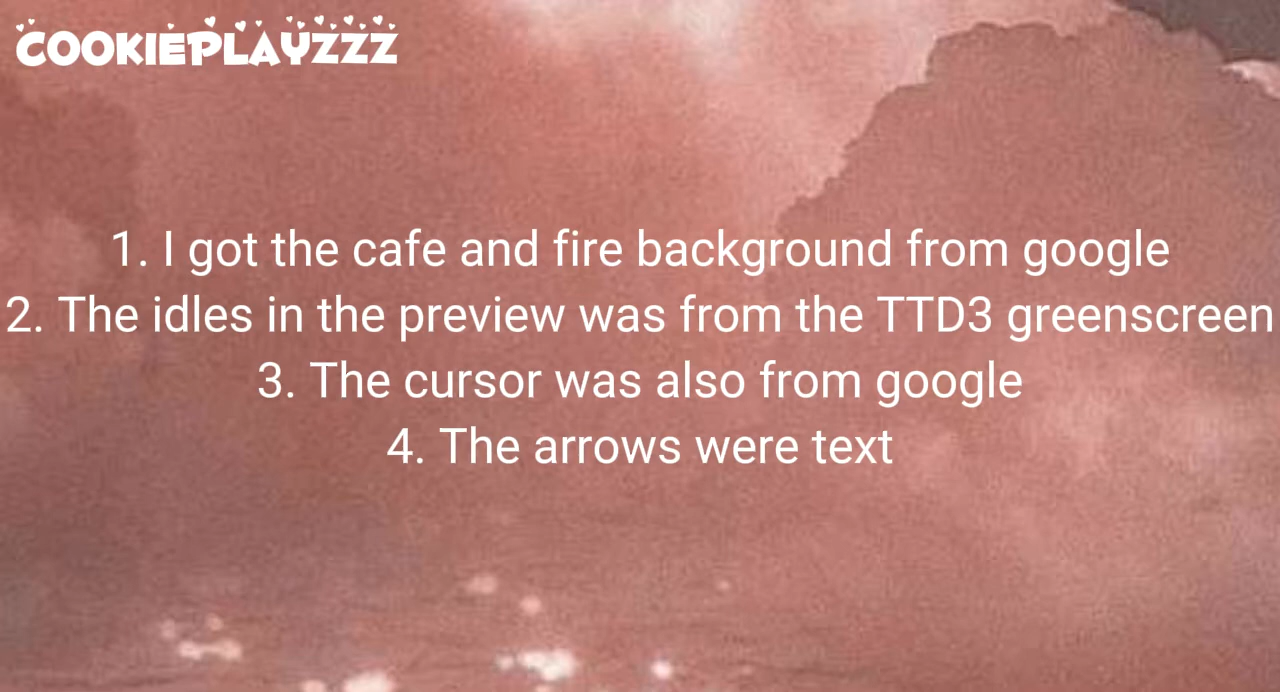 COOKIEPLAYZZZ
1. I got the cafe and fire background from google
2. The idles in the preview was from the TTD3 greenscreen
3. The cursor was also from google
4. The arrows were text